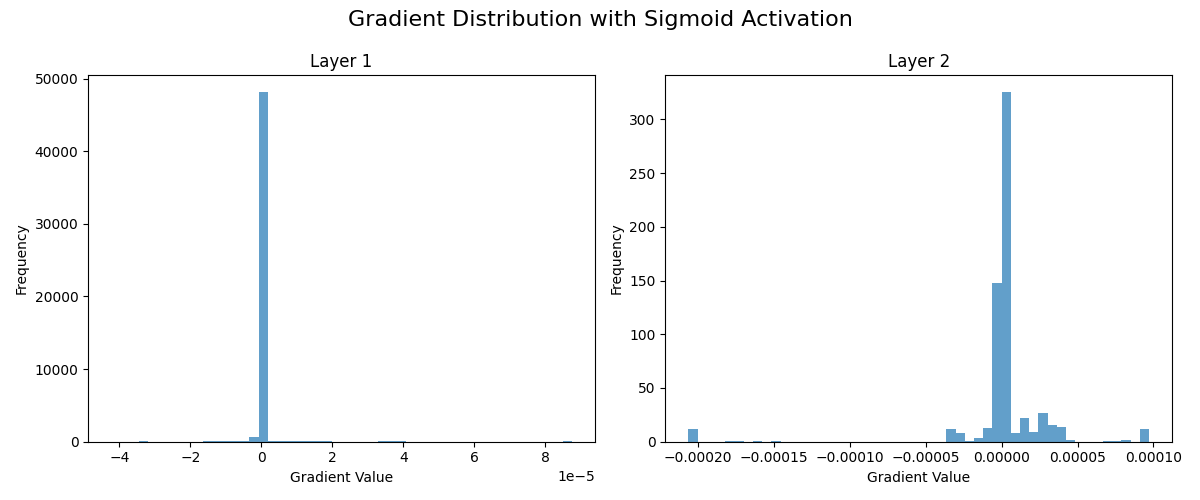 Gradient Distribution with Sigmoid Activation
Layer 1
50000
40000
30000
20000
10000
0
Frequency
−4 −2 0 2 4 6 8
1e−5
Gradient Value
Layer 2
300
250
200
150
100
50
0
Frequency
−0.00020 −0.00015 −0.00010 −0.00005 0.00000 0.00005 0.00010
Gradient Value